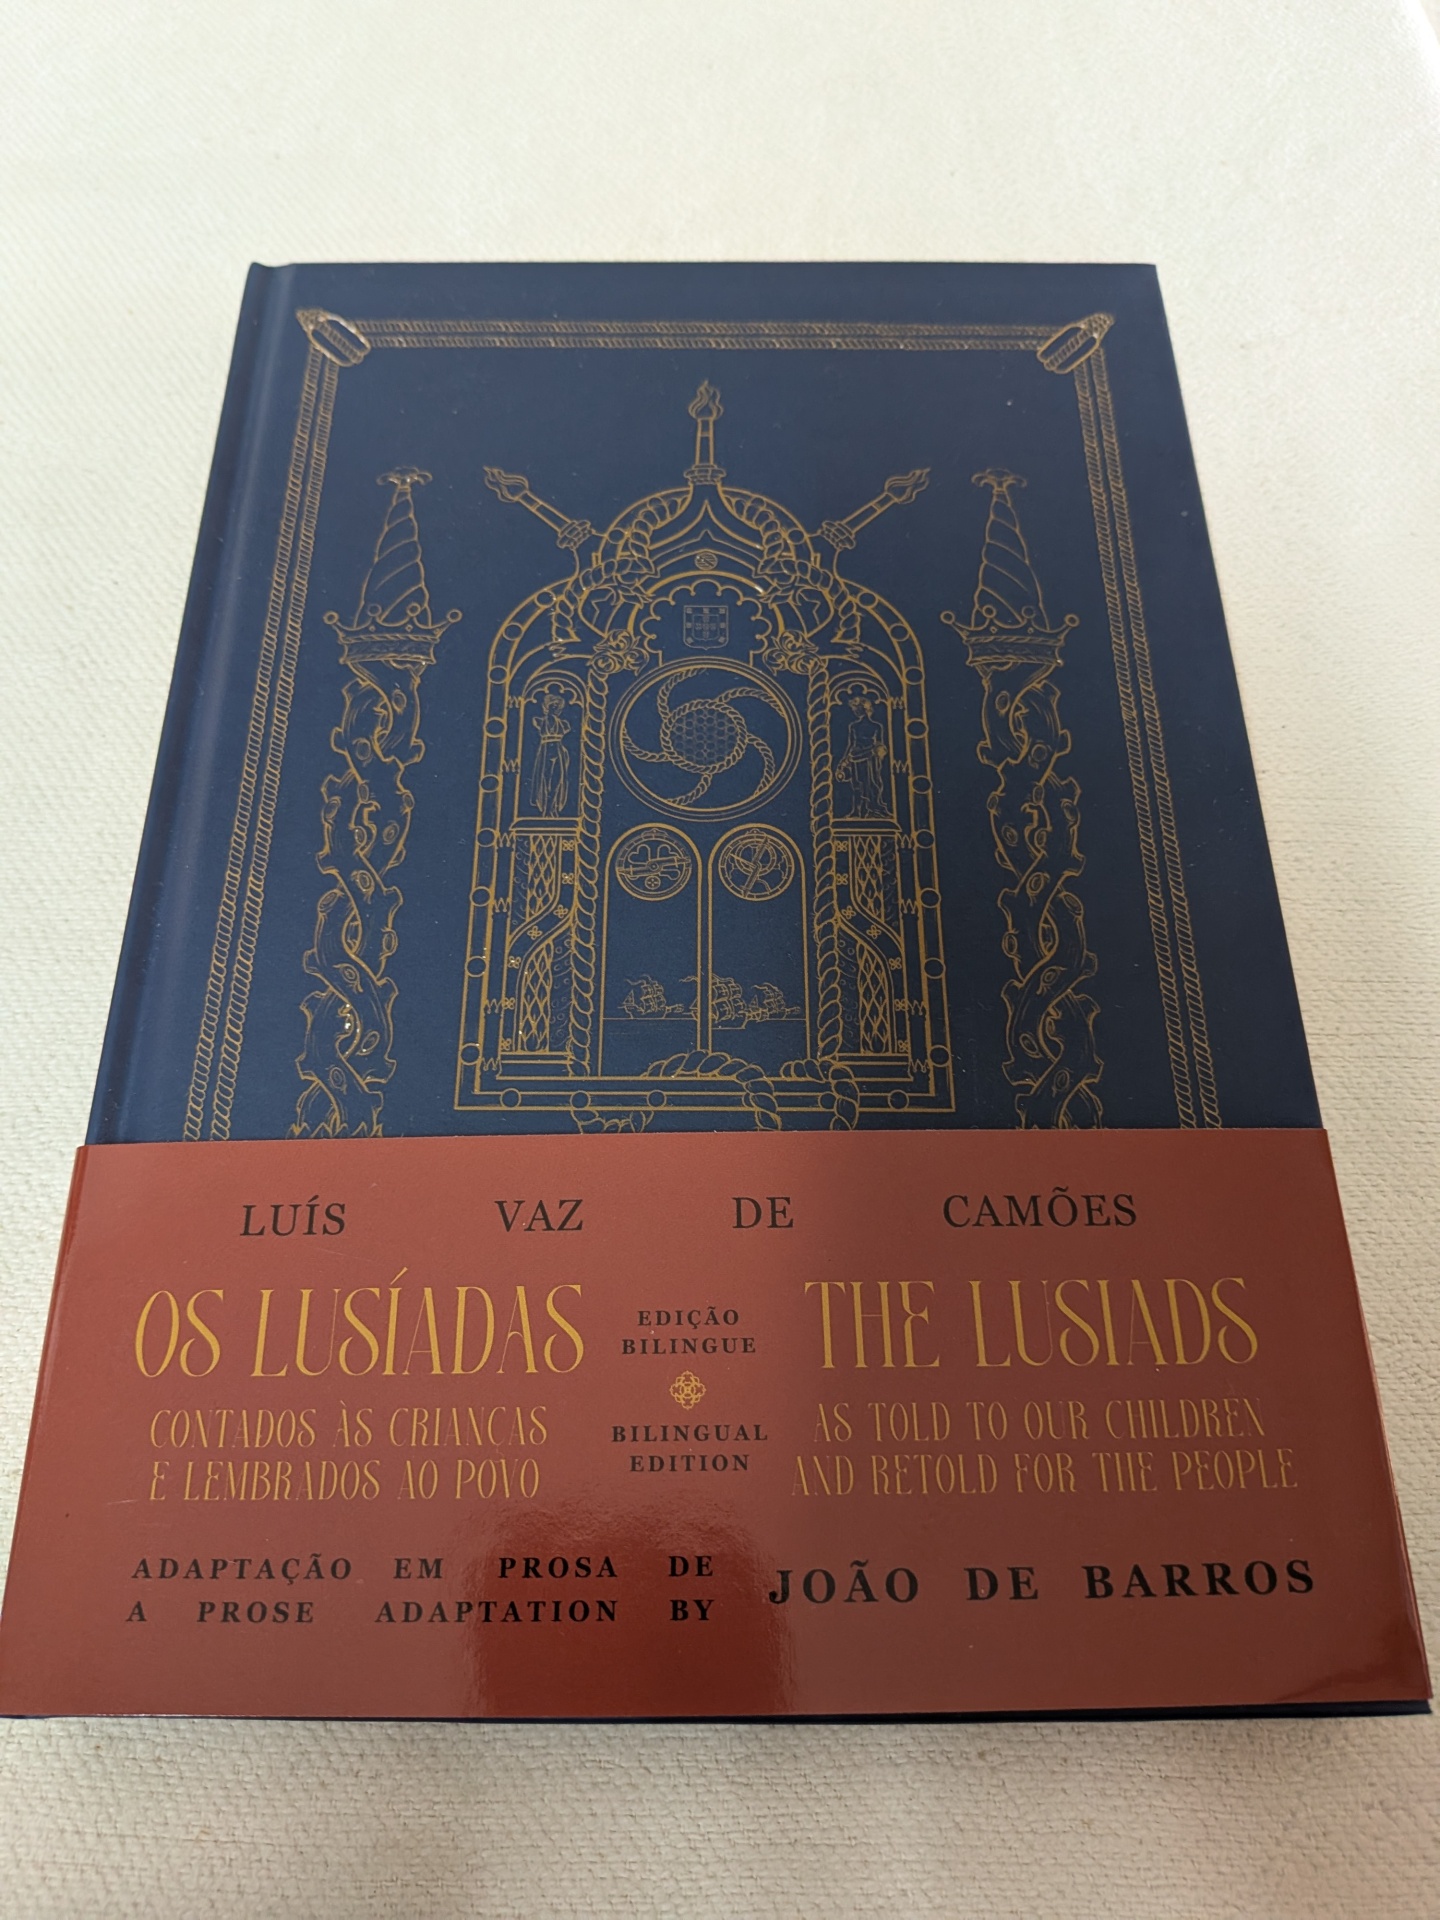 LUÍS VAZ DE CAMÕES
OS LUSÍADAS
CONTADOS ÀS CRIANÇAS
E LEMBRADOS AO POVO
EDIÇÃO
BILINGUE
BILINGUAL
EDITION
THE LUSIADS
AS TOLD TO OUR CHILDREN
AND RETOLD FOR THE PEOPLE
ADAPTAÇÃO EM PROSA DE
A PROSE ADAPTATION BY
JOÃO DE BARROS